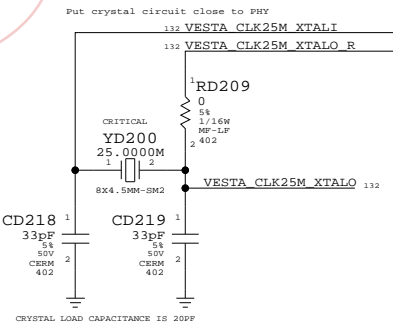 Put crystal circuit close to PHY
132 VESTA_CLK25M_XTALI
132 VESTA_CLK25M_XTALO_R
1 RD209
0
5%
1/16W
MF-LF
2 402
CRITICAL
YD200
25.0000M
1 2
8X4.5MM-SM2
VESTA_CLK25M_XTALO 132
CD218 1
33pF
5%
50V 2
CERM
402
CD219 1
33pF
5%
50V 2
CERM
402
CRYSTAL LOAD CAPACITANCE IS 20PF